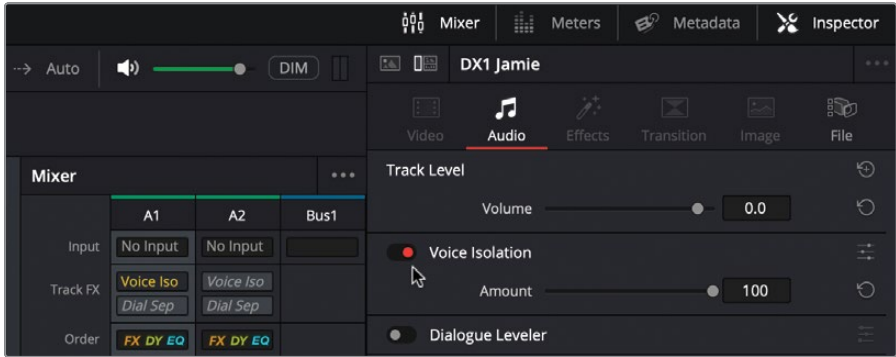 Mixer Meters Metadata Inspector
Auto DIM
DX1 Jamie
Video Audio Effects Transition Image File
Mixer
Track Level
A1 A2 Bus1
Volume 0.0
Input No Input No Input
Voice Isolation
Track FX Voice Iso Voice Iso
Dial Sep Dial Sep
Amount 100
Order FX DY EQ FX DY EQ
Dialogue Leveler